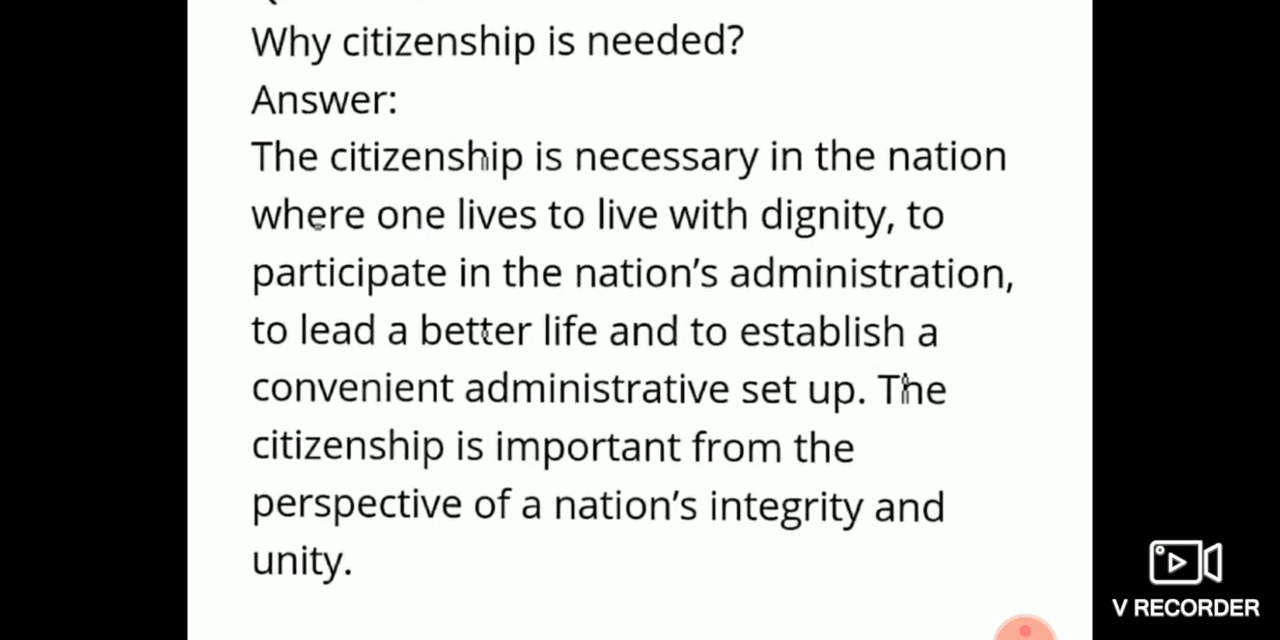 Why citizenship is needed?
Answer:
The citizenship is necessary in the nation
where one lives to live with dignity, to
participate in the nation’s administration,
to lead a better life and to establish a
convenient administrative set up. The
citizenship is important from the
perspective of a nation’s integrity and
unity.
V RECORDER